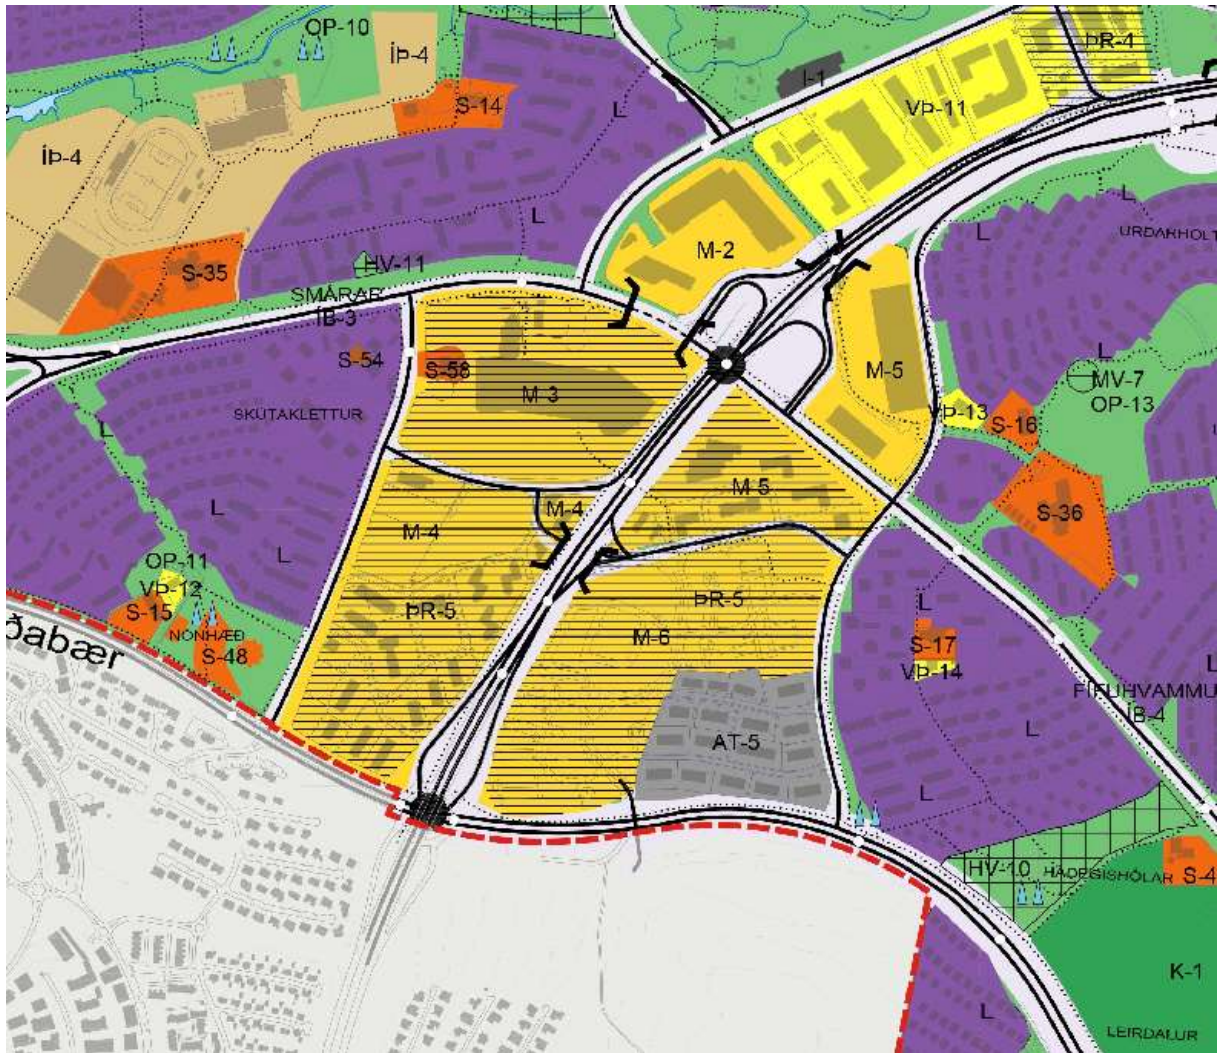 OP-10
ÍÞ-4
ÞR-4
S-14
I-1
VÞ-11
L
ÍÞ-4
L
L
L
URÐARHOLT
M-2
S-35
HV-11
SMÁRAR
ÍB-3
S-54
S-58
M-3
M-5
L
MV-7
OP-13
VÞ-13
S-16
SKÚTAKLETTUR
L
M-5
M-4
M-4
S-36
L
L
OP-11
VÞ-12
S-15
NÓNHÆÐ
S-48
ÞR-5
ÞR-5
M-6
L
S-17
VÞ-14
L
ðabær
FÍFUHVAMMU
ÍB-4
AT-5
L
L
HV-10
HÁDEGISHÓLAR
S-4
K-1
L
LEIRDALUR